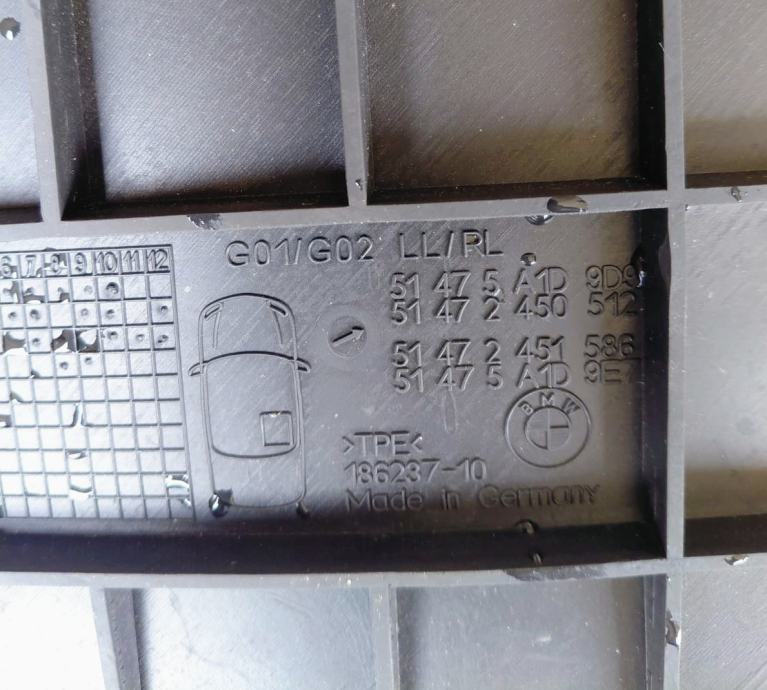 6 7 8 9 10 11 12
G01/G02 LL/RL
51 47 5 A1D 9D9
51 47 2 450 512
51 47 2 451 586
51 47 5 A1D
BMW
>TPE<
186237-10
Made in Germany